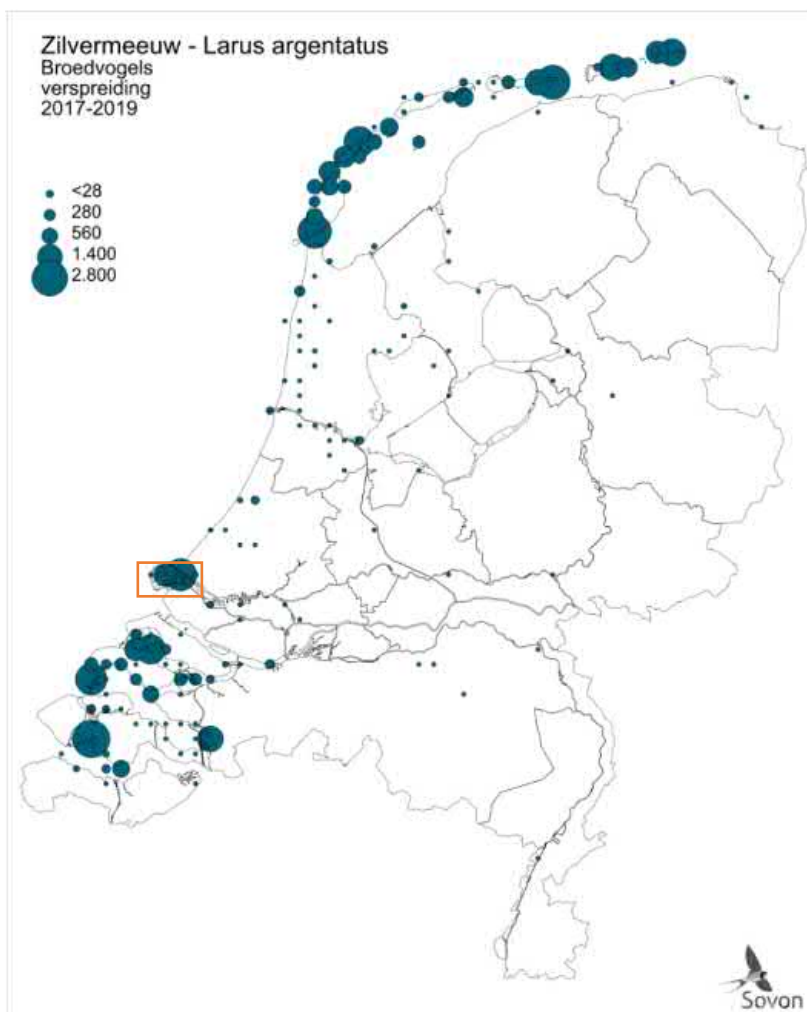 Zilvermeeuw - Larus argentatus
Broedvogels
verspreiding
2017-2019
<28
280
560
1.400
2.800
Sovon